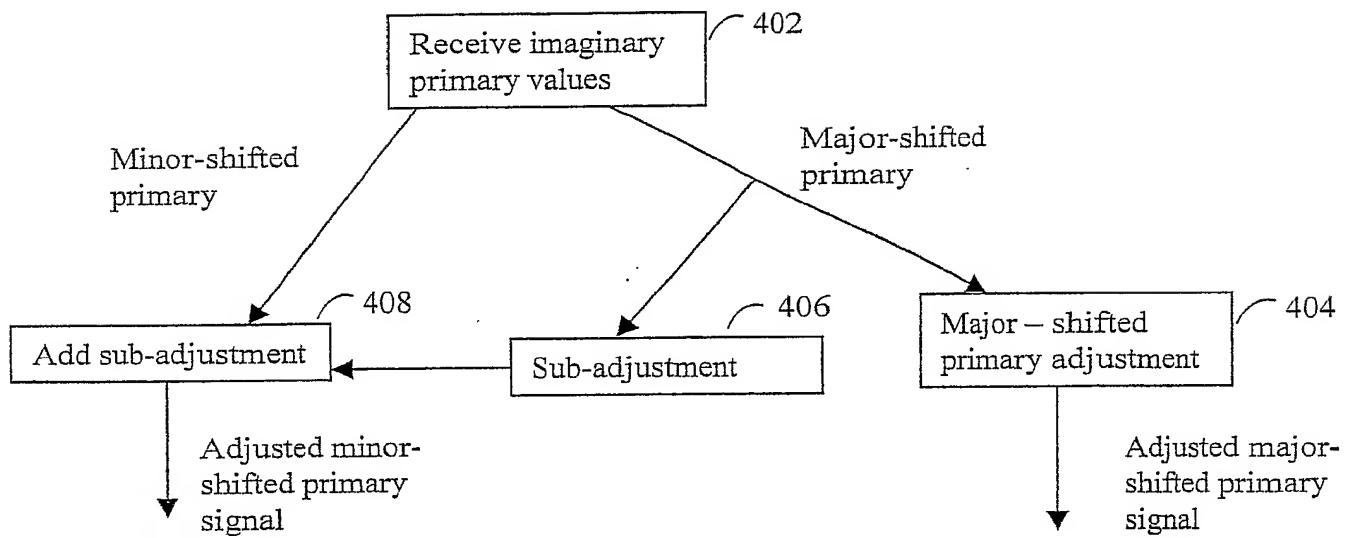 Receive imaginary
primary values
402
Minor-shifted
primary
Major-shifted
primary
408
Add sub-adjustment
406
Sub-adjustment
404
Major – shifted
primary adjustment
Adjusted minor-
shifted primary
signal
Adjusted major-
shifted primary
signal